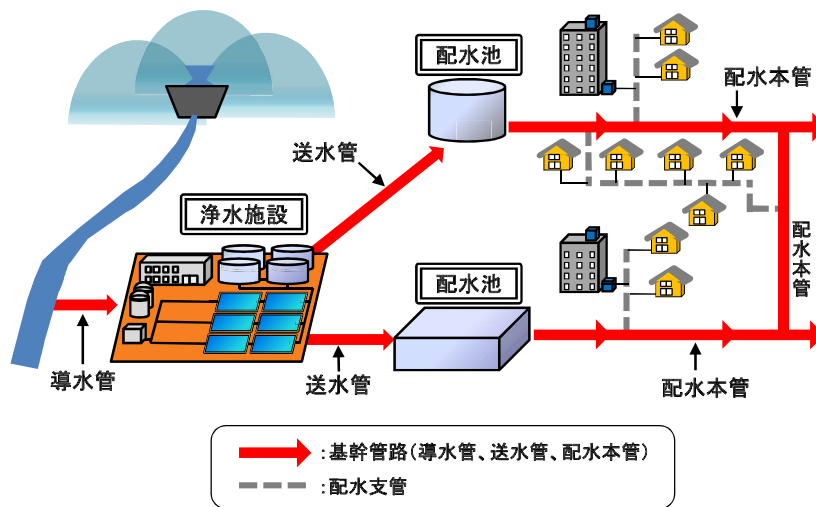 配水池
配水本管
送水管
浄水施設
配水本管
配水池
導水管
送水管
配水本管
：基幹管路（導水管、送水管、配水本管）
：配水支管